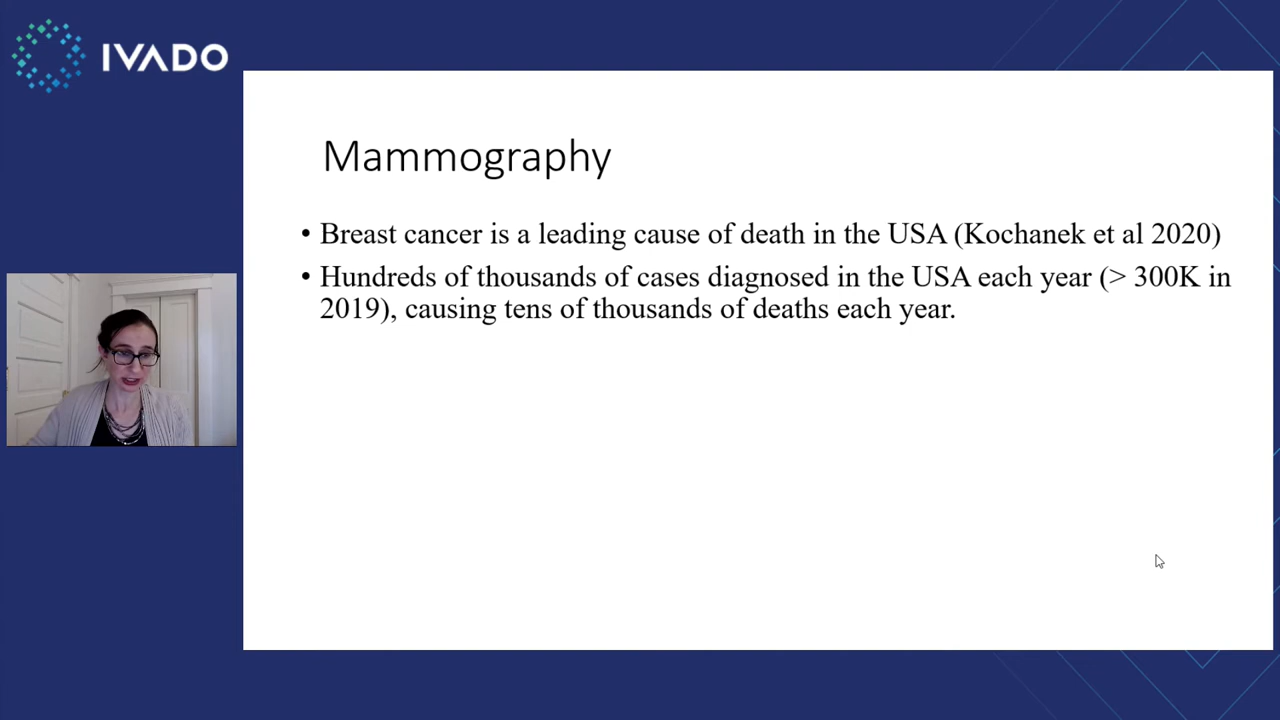 IVADO
Mammography
• Breast cancer is a leading cause of death in the USA (Kochanek et al 2020)
• Hundreds of thousands of cases diagnosed in the USA each year (> 300K in
2019), causing tens of thousands of deaths each year.